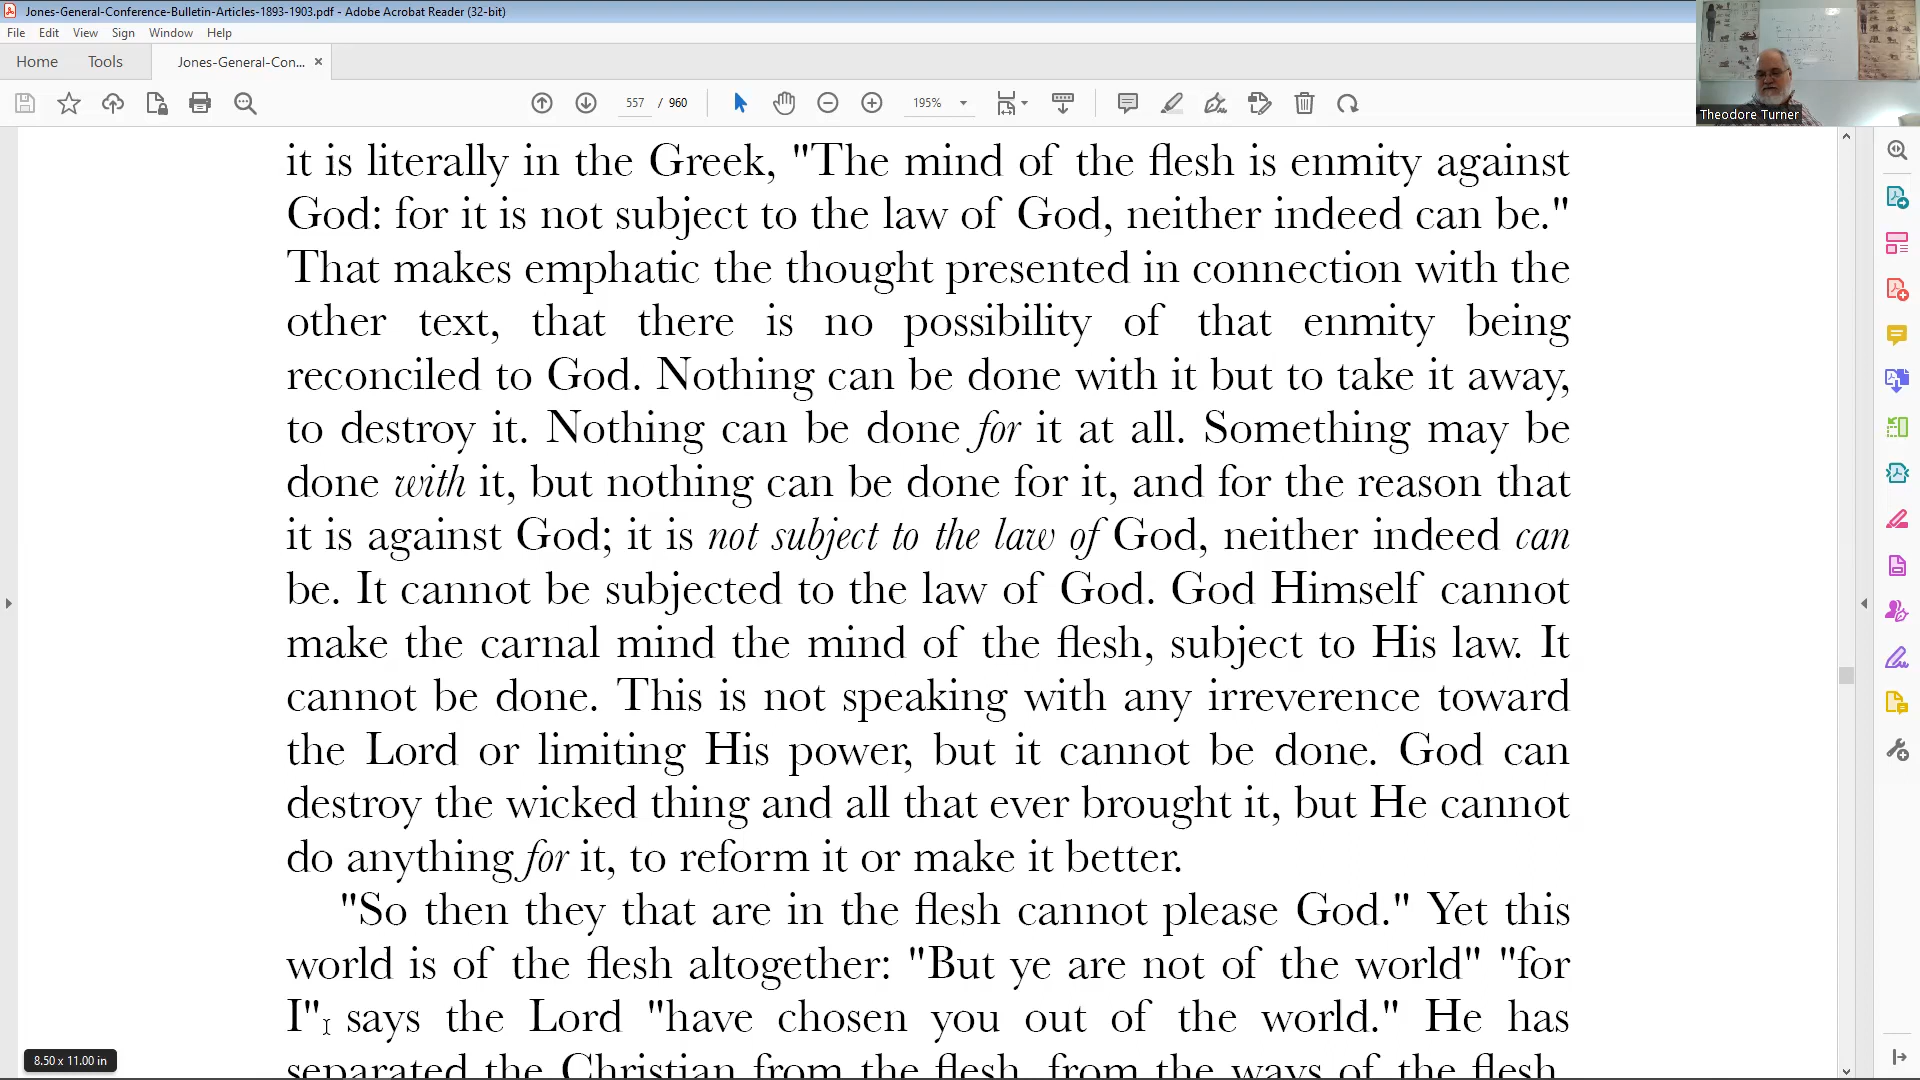 Jones-General-Conference-Bulletin-Articles-1893-1903.pdf - Adobe Acrobat Reader (32-bit)
File Edit View Sign Window Help
Home Tools Jones-General-Con... ×
557 / 960 195%
Theodore Turner
it is literally in the Greek, "The mind of the flesh is enmity against
God: for it is not subject to the law of God, neither indeed can be."
That makes emphatic the thought presented in connection with the
other text, that there is no possibility of that enmity being
reconciled to God. Nothing can be done with it but to take it away,
to destroy it. Nothing can be done for it at all. Something may be
done with it, but nothing can be done for it, and for the reason that
it is against God; it is not subject to the law of God, neither indeed can
be. It cannot be subjected to the law of God. God Himself cannot
make the carnal mind the mind of the flesh, subject to His law. It
cannot be done. This is not speaking with any irreverence toward
the Lord or limiting His power, but it cannot be done. God can
destroy the wicked thing and all that ever brought it, but He cannot
do anything for it, to reform it or make it better.
"So then they that are in the flesh cannot please God." Yet this
world is of the flesh altogether: "But ye are not of the world" "for
I", says the Lord "have chosen you out of the world." He has
separated the Christian from the flesh, from the ways of the flesh,
8.50 x 11.00 in